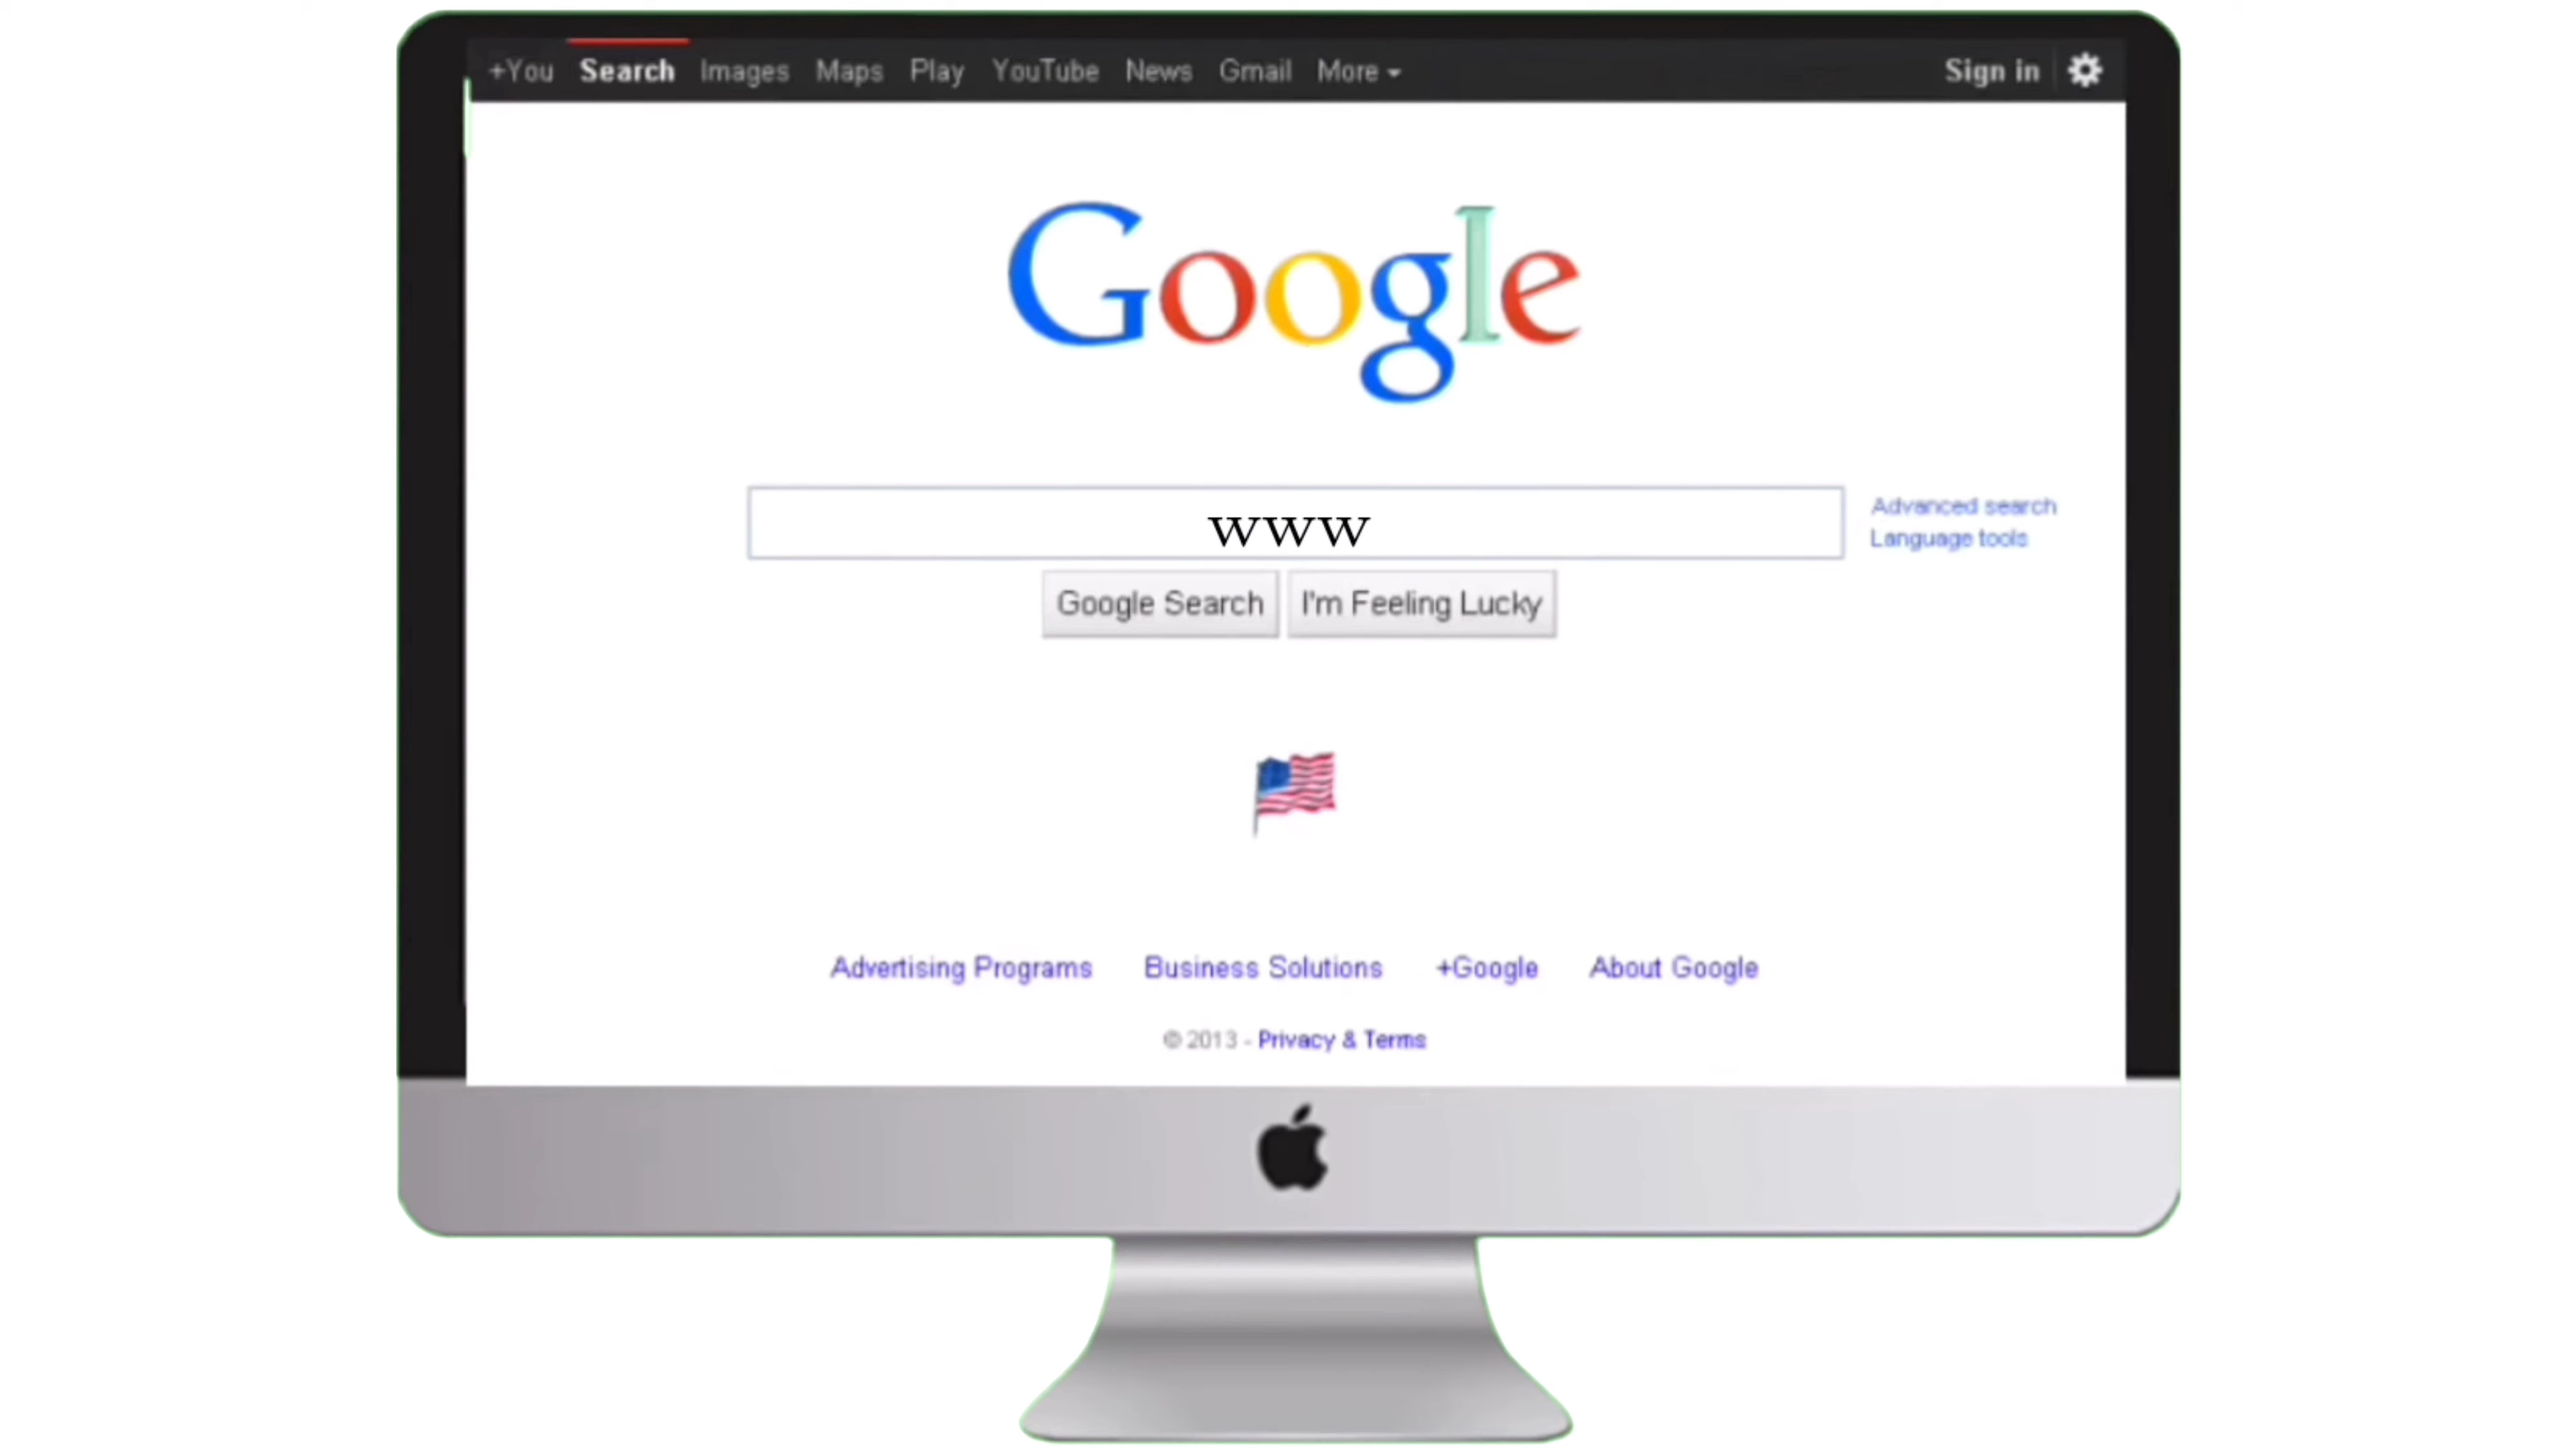 +You Search Images Maps Play YouTube News Gmail More Sign in
Google
www
Advanced search
Language tools
Google Search I'm Feeling Lucky
Advertising Programs Business Solutions +Google About Google
© 2013 - Privacy & Terms